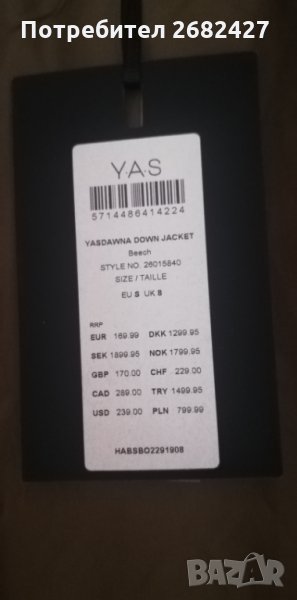 Потребител 2682427
Y.A.S
5714486414224
YASDAWNA DOWN JACKET
Beech
STYLE NO. 26015840
SIZE / TAILLE
EU S UK 8
RRP
EUR 169.99 DKK 1299.95
SEK 1899.95 NOK 1799.95
GBP 170.00 CHF 229.00
CAD 289.00 TRY 1499.95
USD 239.00 PLN 799.99
HABSBO2291908
BAZAR